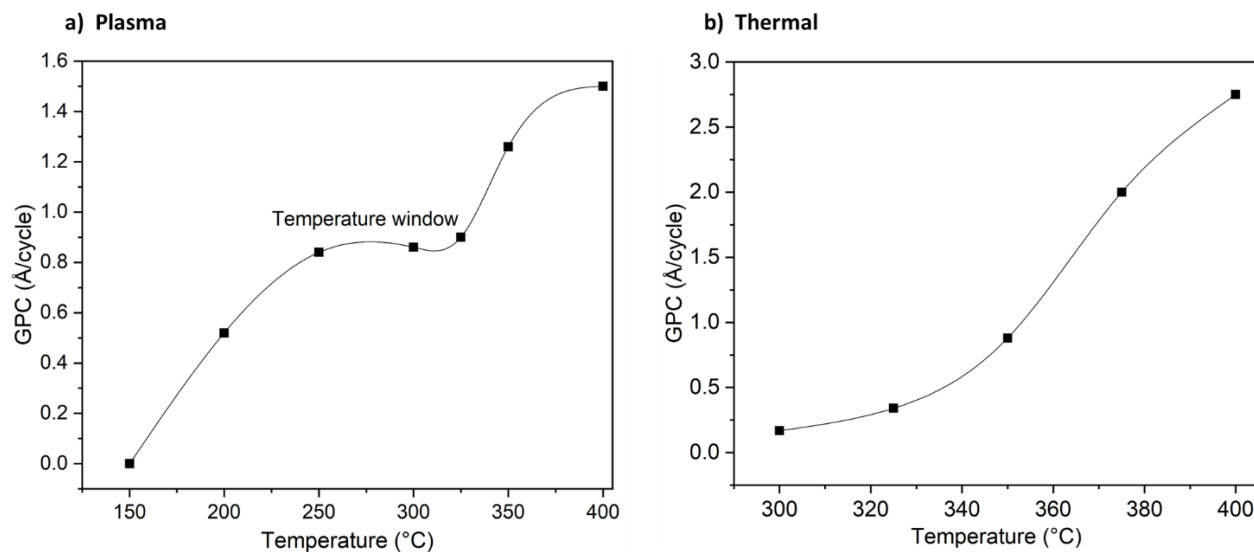 a) Plasma
1.6
1.4
1.2
1.0
0.8
0.6
0.4
0.2
0.0
GPC (Å/cycle)
Temperature window
150 200 250 300 350 400
Temperature (°C)
b) Thermal
3.0
2.5
2.0
1.5
1.0
0.5
0.0
GPC (Å/cycle)
300 320 340 360 380 400
Temperature (°C)